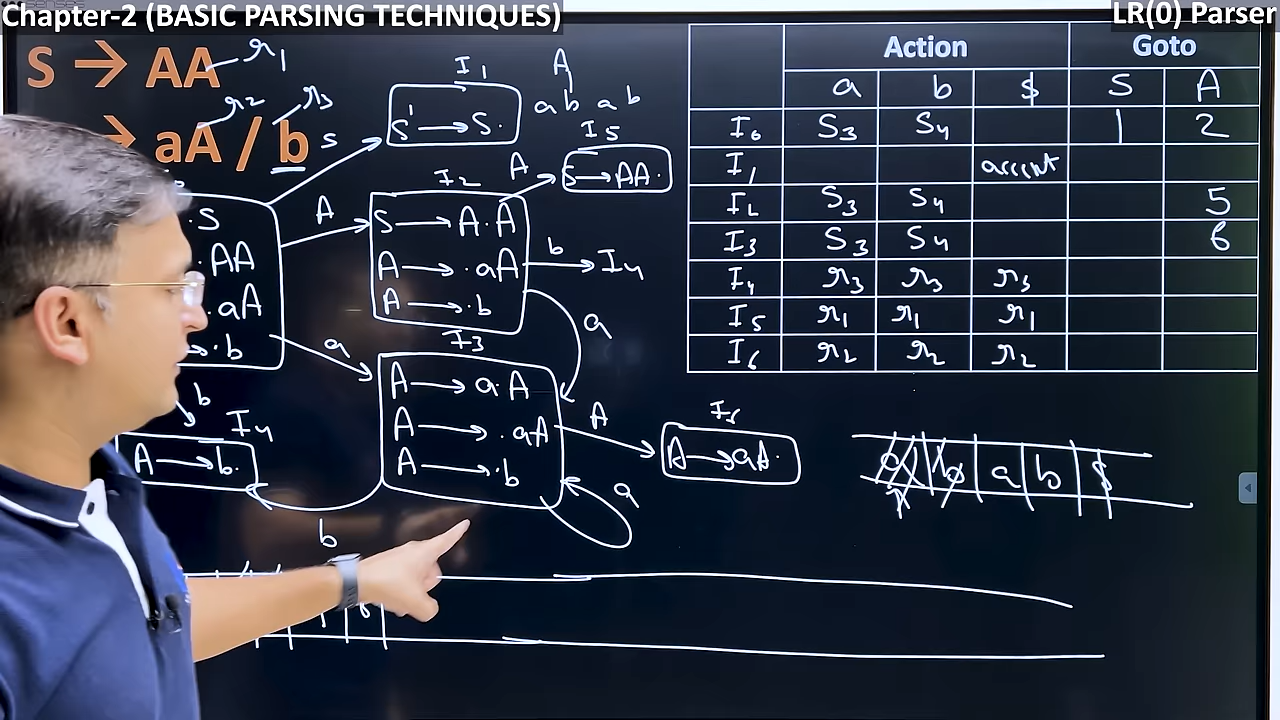 Chapter-2 (BASIC PARSING TECHNIQUES)
LR(0) Parser
S → AA r1
r2 r3
→ aA / b
S
I1
S' → S.
A
a b a b
I5
S → AA.
A
.S
.AA
.aA
→ .b
A
I2
S → A.A
A → .aA
A → .b
b → I4
a
a
I3
A → a.A
A → .aA
A → .b
A
A → aA.
a
b
I4
A → b.
b
Action Goto
a b $ S A
I0 S3 S4 1 2
I1 accept
I2 S3 S4 5
I3 S3 S4 6
I4 r3 r3 r3
I5 r1 r1 r1
I6 r2 r2 r2
a b a b $